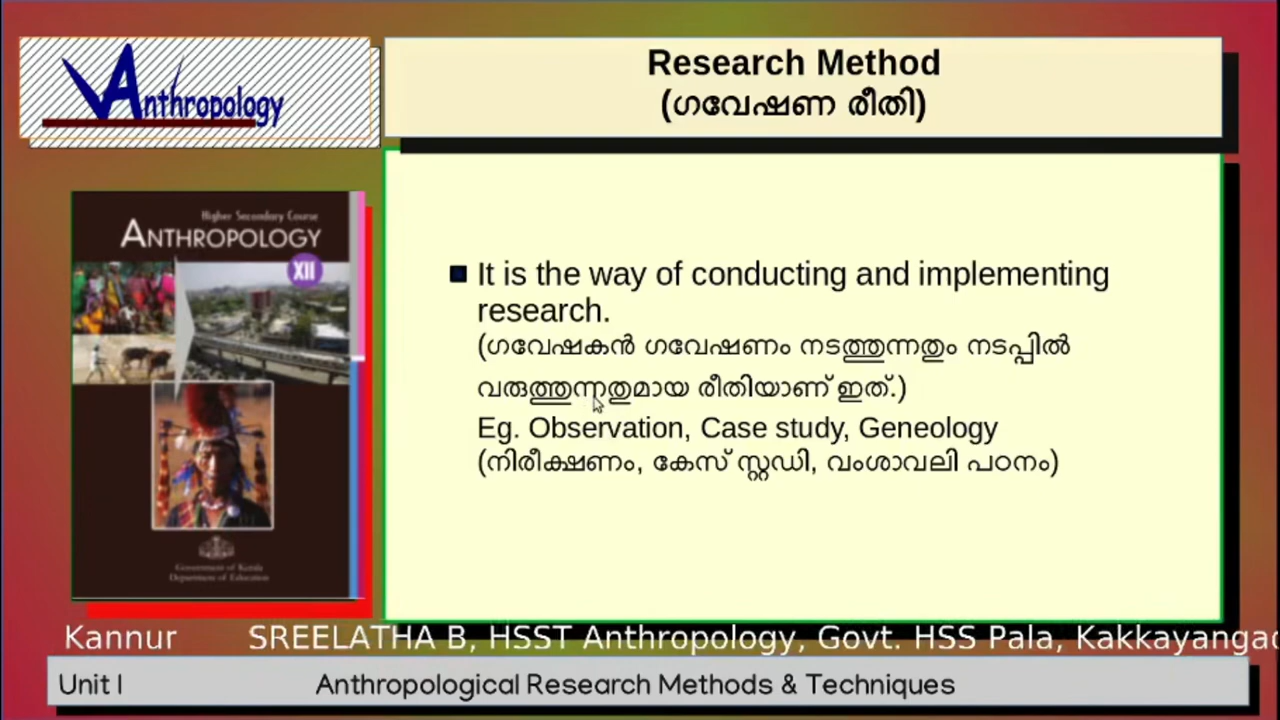 Anthropology
Research Method
(ഗവേഷണ രീതി)
Higher Secondary Course
ANTHROPOLOGY
XII
Government of Kerala
Department of Education
It is the way of conducting and implementing
research.
(ഗവേഷകൻ ഗവേഷണം നടത്തുന്നതും നടപ്പിൽ
വരുത്തുന്നതുമായ രീതിയാണ് ഇത്.)
Eg. Observation, Case study, Geneology
(നിരീക്ഷണം, കേസ് സ്റ്റഡി, വംശാവലി പഠനം)
Kannur SREELATHA B, HSST Anthropology, Govt. HSS Pala, Kakkayangad
Unit I Anthropological Research Methods & Techniques